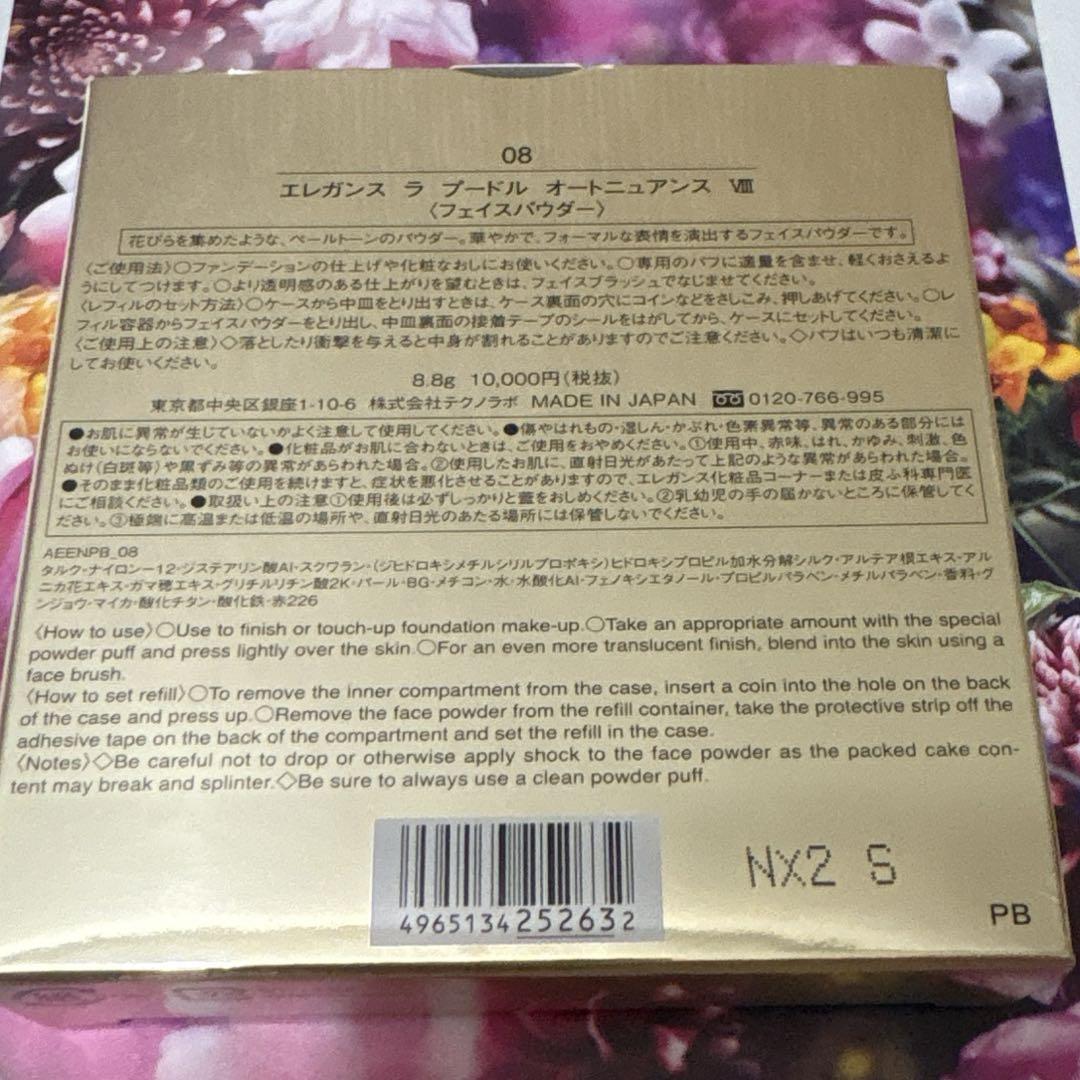 08
エレガンス ラ プードル オートニュアンス Ⅷ
〈フェイスパウダー〉
花びらを集めたような、ペールトーンのパウダー。華やかで、フォーマルな表情を演出するフェイスパウダーです。
〈ご使用法〉○ファンデーションの仕上げや化粧なおしにお使いください。○専用のパフに適量を含ませ、軽くおさえるよ
うにしてつけます。○より透明感のある仕上がりを望むときは、フェイスブラッシュでなじませてください。
〈レフィルのセット方法〉○ケースから中皿をとり出すときは、ケース裏面の穴にコインなどをさしこみ、押しあげてください。○レ
フィル容器からフェイスパウダーをとり出し、中皿裏面の接着テープのシールをはがしてから、ケースにセットしてください。
〈ご使用上の注意〉◇落としたり衝撃を与えると中身が割れることがありますのでご注意ください。◇パフはいつも清潔に
してお使いください。
8.8g 10,000円(税抜)
東京都中央区銀座1-10-6 株式会社テクノラボ MADE IN JAPAN 0120-766-995
●お肌に異常が生じていないかよく注意して使用してください。●傷やはれもの・湿しん・かぶれ・色素異常等、異常のある部分には
お使いにならないでください。●化粧品がお肌に合わないときは、ご使用をおやめください。①使用中、赤味、はれ、かゆみ、刺激、色
ぬけ(白斑等)や黒ずみ等の異常があらわれた場合。②使用したお肌に、直射日光があたって上記のような異常があらわれた場合。
●そのまま化粧品類のご使用を続けますと、症状を悪化させることがありますので、エレガンス化粧品コーナーまたは皮ふ科専門医
にご相談ください。●取扱い上の注意①使用後は必ずしっかりと蓋をおしめください。②乳幼児の手の届かないところに保管してく
ださい。③極端に高温または低温の場所や、直射日光のあたる場所には保管しないでください。
AEENPB_08
タルク・ナイロン-12・ジステアリン酸Al・スクワラン・(ジヒドロキシメチルシリルプロポキシ)ヒドロキシプロピル加水分解シルク・アルテア根エキス・アル
ニカ花エキス・ガマ穂エキス・グリチルリチン酸2K・パール・BG・メチコン・水・水酸化Al・フェノキシエタノール・プロピルパラベン・メチルパラベン・香料・グ
ンジョウ・マイカ・酸化チタン・酸化鉄・赤226
〈How to use〉○Use to finish or touch-up foundation make-up.○Take an appropriate amount with the special
powder puff and press lightly over the skin.○For an even more translucent finish, blend into the skin using a
face brush.
〈How to set refill〉○To remove the inner compartment from the case, insert a coin into the hole on the back
of the case and press up.○Remove the face powder from the refill container, take the protective strip off the
adhesive tape on the back of the compartment and set the refill in the case.
〈Notes〉◇Be careful not to drop or otherwise apply shock to the face powder as the packed cake con-
tent may break and splinter.◇Be sure to always use a clean powder puff.
NX2 S
4965134252632
PB